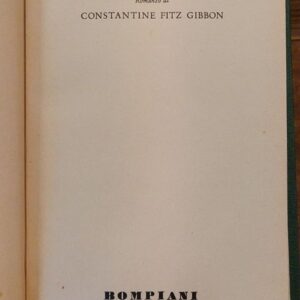 Romanzo di
CONSTANTINE FITZ GIBBON
BOMPIANI